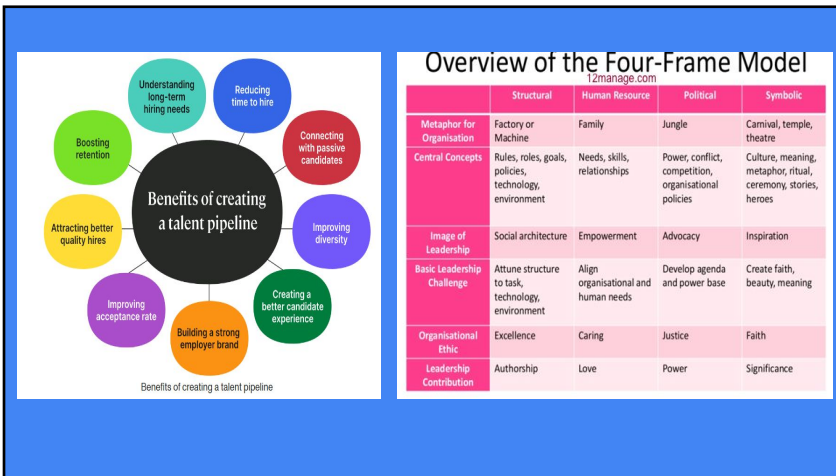 Understanding
long-term
hiring needs
Reducing
time to hire
Boosting
retention
Connecting
with passive
candidates
Benefits of creating
a talent pipeline
Attracting better
quality hires
Improving
diversity
Improving
acceptance rate
Creating a
better candidate
experience
Building a strong
employer brand
Benefits of creating a talent pipeline
Overview of the Four-Frame Model
12manage.com
Structural Human Resource Political Symbolic
Metaphor for
Organisation
Factory or
Machine
Family
Jungle
Carnival, temple,
theatre
Central Concepts
Rules, roles, goals,
policies,
technology,
environment
Needs, skills,
relationships
Power, conflict,
competition,
organisational
policies
Culture, meaning,
metaphor, ritual,
ceremony, stories,
heroes
Image of
Leadership
Social architecture
Empowerment
Advocacy
Inspiration
Basic Leadership
Challenge
Attune structure
to task,
technology,
environment
Align
organisational and
human needs
Develop agenda
and power base
Create faith,
beauty, meaning
Organisational
Ethic
Excellence
Caring
Justice
Faith
Leadership
Contribution
Authorship
Love
Power
Significance